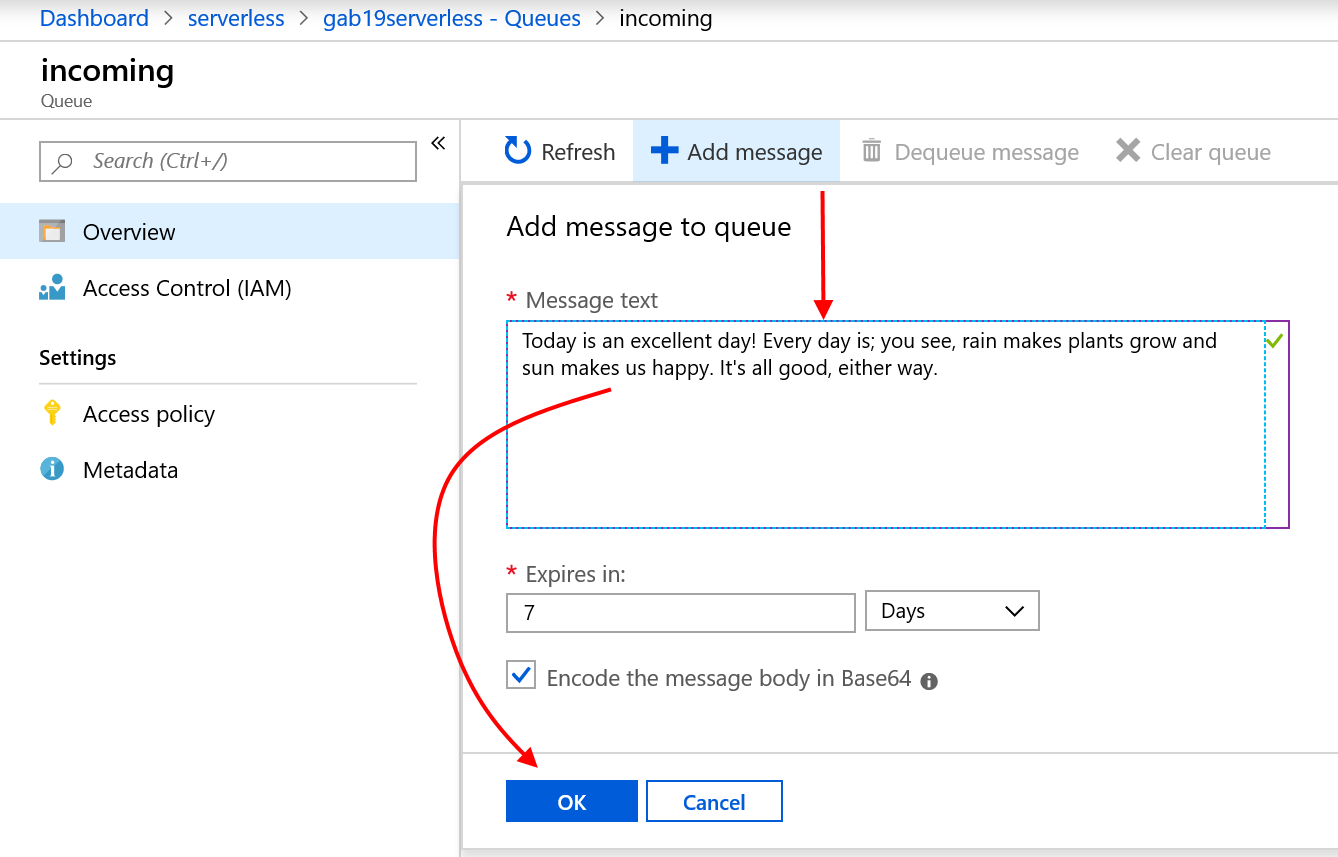 Dashboard > serverless > gab19serverless - Queues > incoming
incoming
Queue
Search (Ctrl+/)
«
Overview
Access Control (IAM)
Settings
Access policy
Metadata
Refresh
Add message
Dequeue message
Clear queue
Add message to queue
* Message text
Today is an excellent day! Every day is; you see, rain makes plants grow and
sun makes us happy. It's all good, either way.
* Expires in:
7
Days
Encode the message body in Base64
OK
Cancel